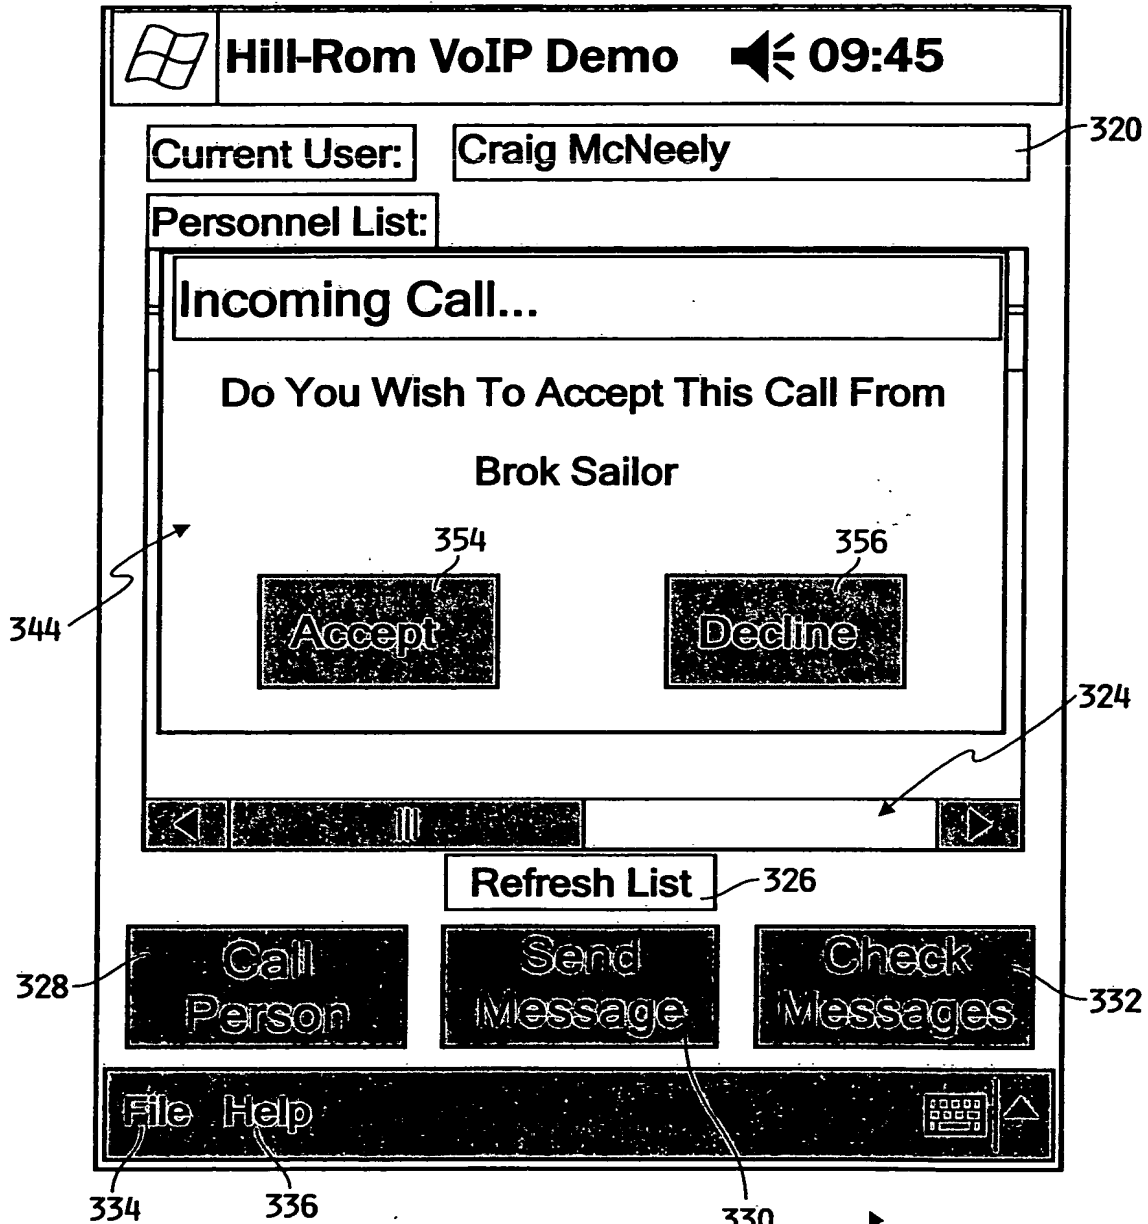 Hill-Rom VoIP Demo 09:45
320
Current User: Craig McNeely
Personnel List:
Incoming Call...
Do You Wish To Accept This Call From
Brok Sailor
354 356
344
Accept Decline
324
Refresh List 326
Call Person
Send Message
Check Messages
328
332
File Help
334 336 330